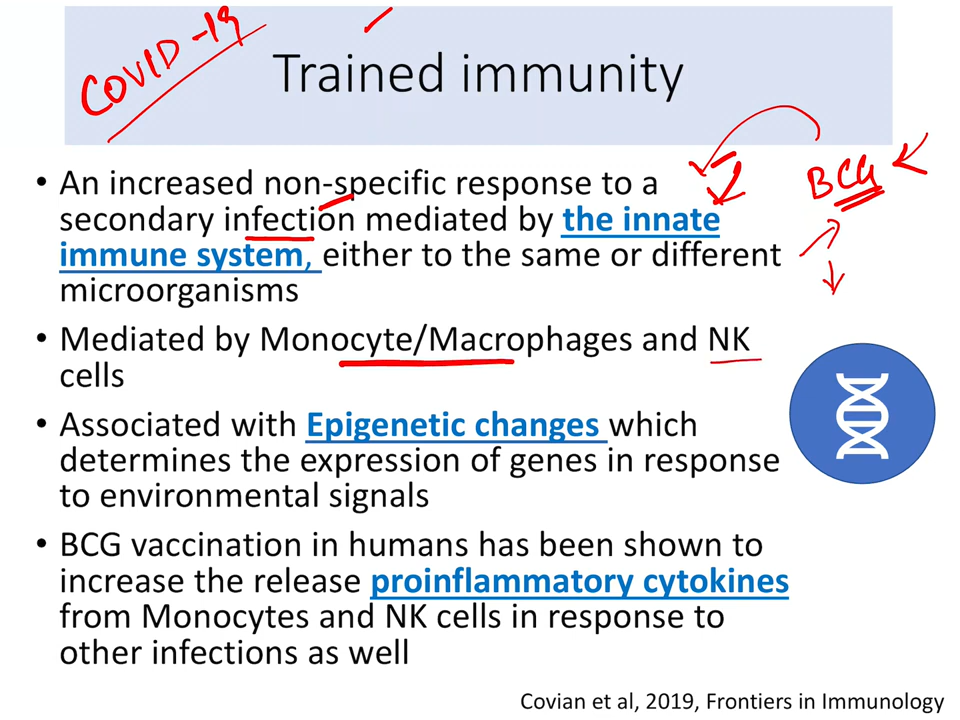 COVID-19
Trained immunity
BCG
• An increased non-specific response to a
secondary infection mediated by the innate
immune system, either to the same or different
microorganisms
• Mediated by Monocyte/Macrophages and NK
cells
• Associated with Epigenetic changes which
determines the expression of genes in response
to environmental signals
• BCG vaccination in humans has been shown to
increase the release proinflammatory cytokines
from Monocytes and NK cells in response to
other infections as well
Covian et al, 2019, Frontiers in Immunology